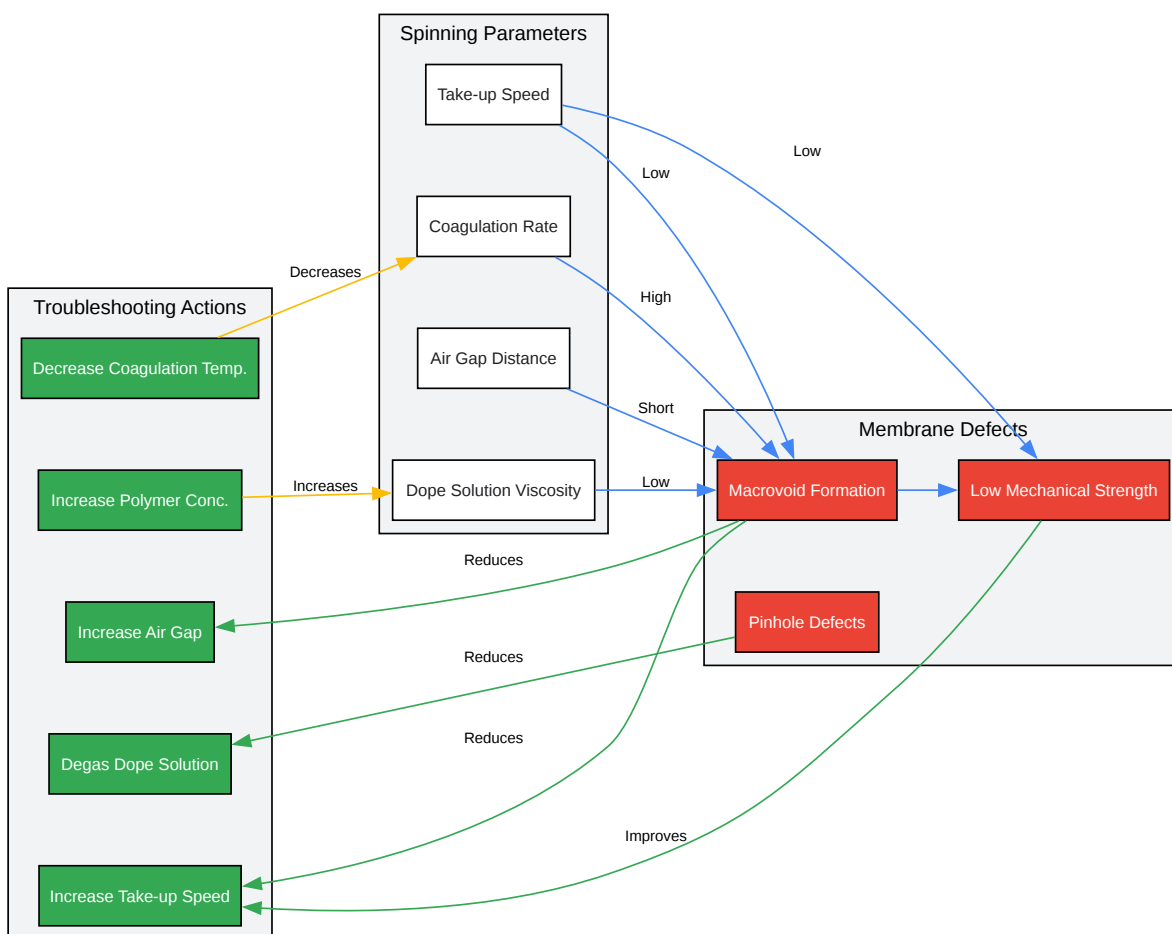 Spinning Parameters
Take-up Speed
Low
Low
Coagulation Rate
Decreases
High
Troubleshooting Actions
Air Gap Distance
Decrease Coagulation Temp.
Short
Membrane Defects
Increases
Low
Increase Polymer Conc.
Dope Solution Viscosity
Macrovoid Formation
Low Mechanical Strength
Reduces
Increase Air Gap
Pinhole Defects
Reduces
Reduces
Degas Dope Solution
Improves
Increase Take-up Speed